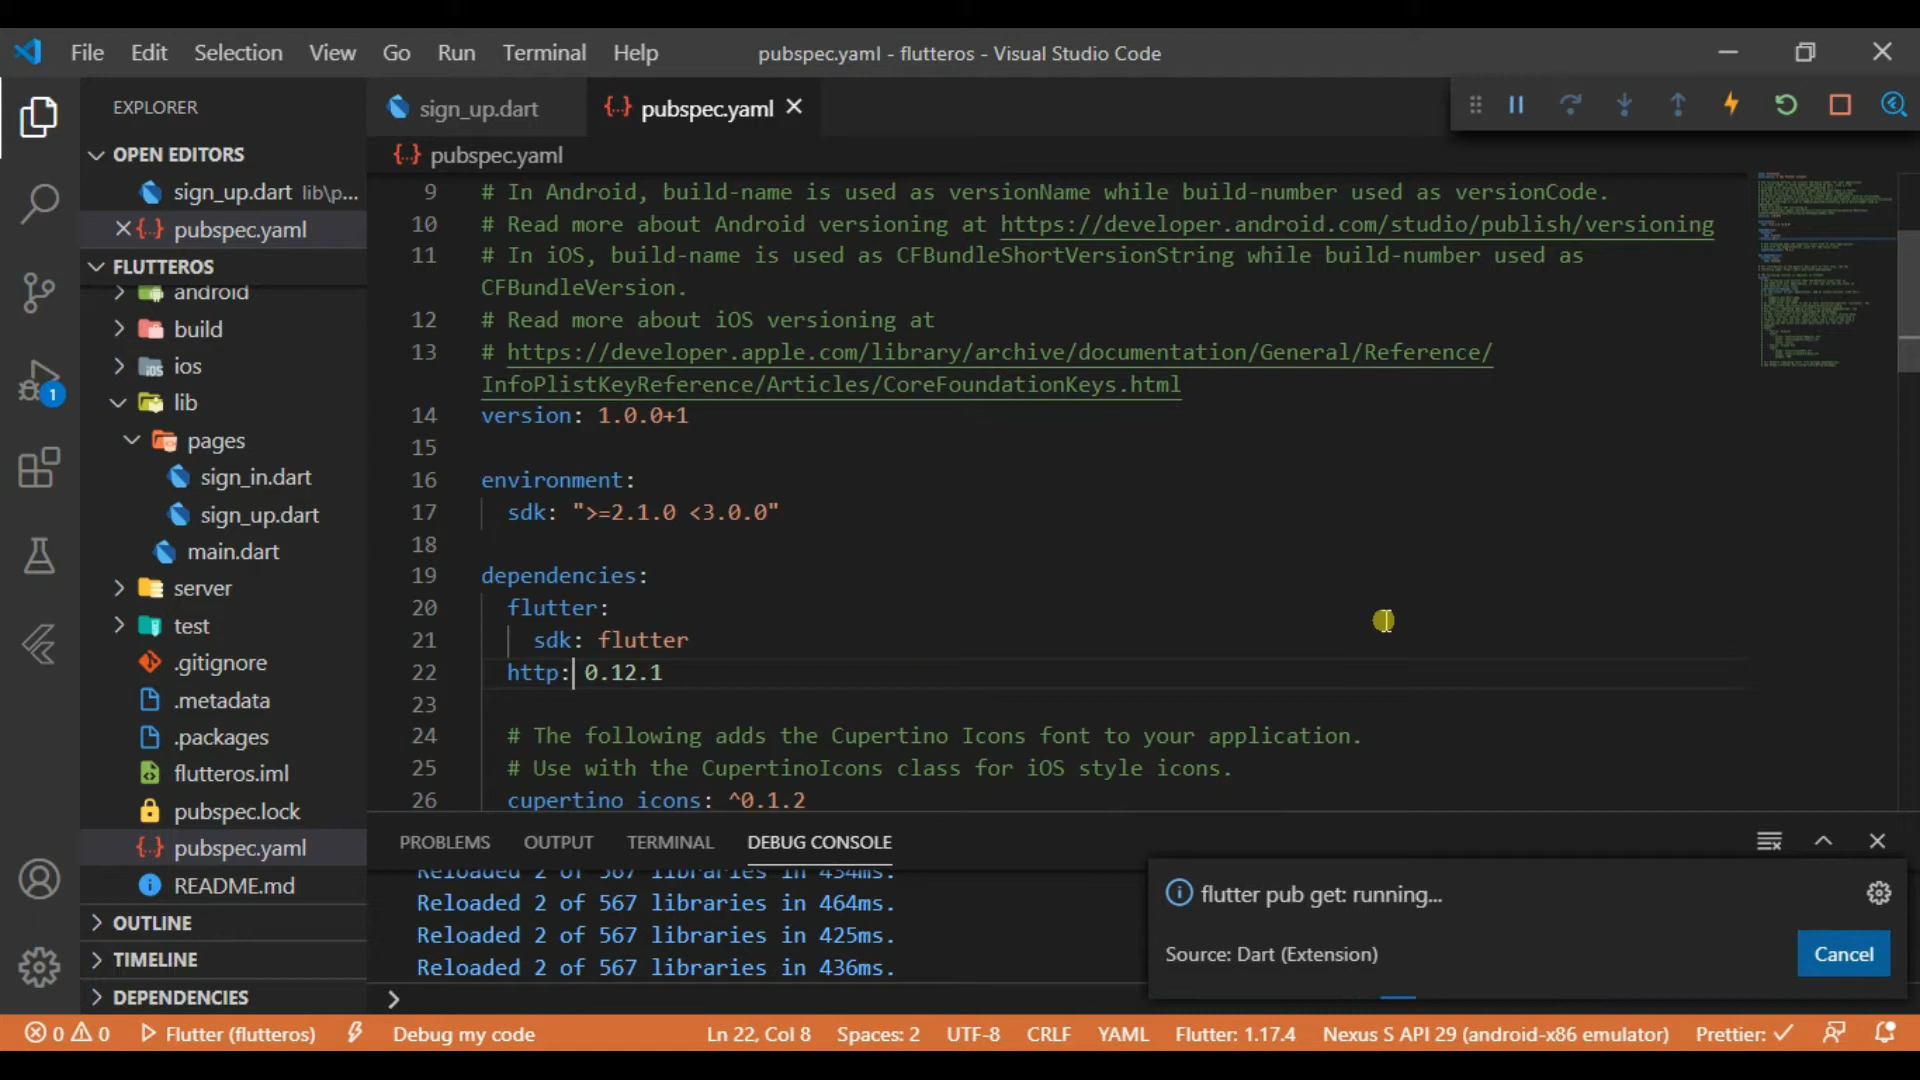 File Edit Selection View Go Run Terminal Help
pubspec.yaml - flutteros - Visual Studio Code
EXPLORER
OPEN EDITORS
sign_up.dart lib\p...
pubspec.yaml
FLUTTEROS
android
build
ios
lib
pages
sign_in.dart
sign_up.dart
main.dart
server
test
.gitignore
.metadata
.packages
flutteros.iml
pubspec.lock
pubspec.yaml
README.md
OUTLINE
TIMELINE
DEPENDENCIES
sign_up.dart
pubspec.yaml
pubspec.yaml
9 # In Android, build-name is used as versionName while build-number used as versionCode.
10 # Read more about Android versioning at https://developer.android.com/studio/publish/versioning
11 # In iOS, build-name is used as CFBundleShortVersionString while build-number used as
CFBundleVersion.
12 # Read more about iOS versioning at
13 # https://developer.apple.com/library/archive/documentation/General/Reference/
InfoPlistKeyReference/Articles/CoreFoundationKeys.html
14 version: 1.0.0+1
15
16 environment:
17 sdk: ">=2.1.0 <3.0.0"
18
19 dependencies:
20 flutter:
21 sdk: flutter
22 http: 0.12.1
23
24 # The following adds the Cupertino Icons font to your application.
25 # Use with the CupertinoIcons class for iOS style icons.
26 cupertino_icons: ^0.1.2
PROBLEMS OUTPUT TERMINAL DEBUG CONSOLE
Reloaded 2 of 567 libraries in 434ms.
Reloaded 2 of 567 libraries in 464ms.
Reloaded 2 of 567 libraries in 425ms.
Reloaded 2 of 567 libraries in 436ms.
flutter pub get: running...
Source: Dart (Extension)
Cancel
1
0 0 Flutter (flutteros) Debug my code Ln 22, Col 8 Spaces: 2 UTF-8 CRLF YAML Flutter: 1.17.4 Nexus S API 29 (android-x86 emulator) Prettier: ✓